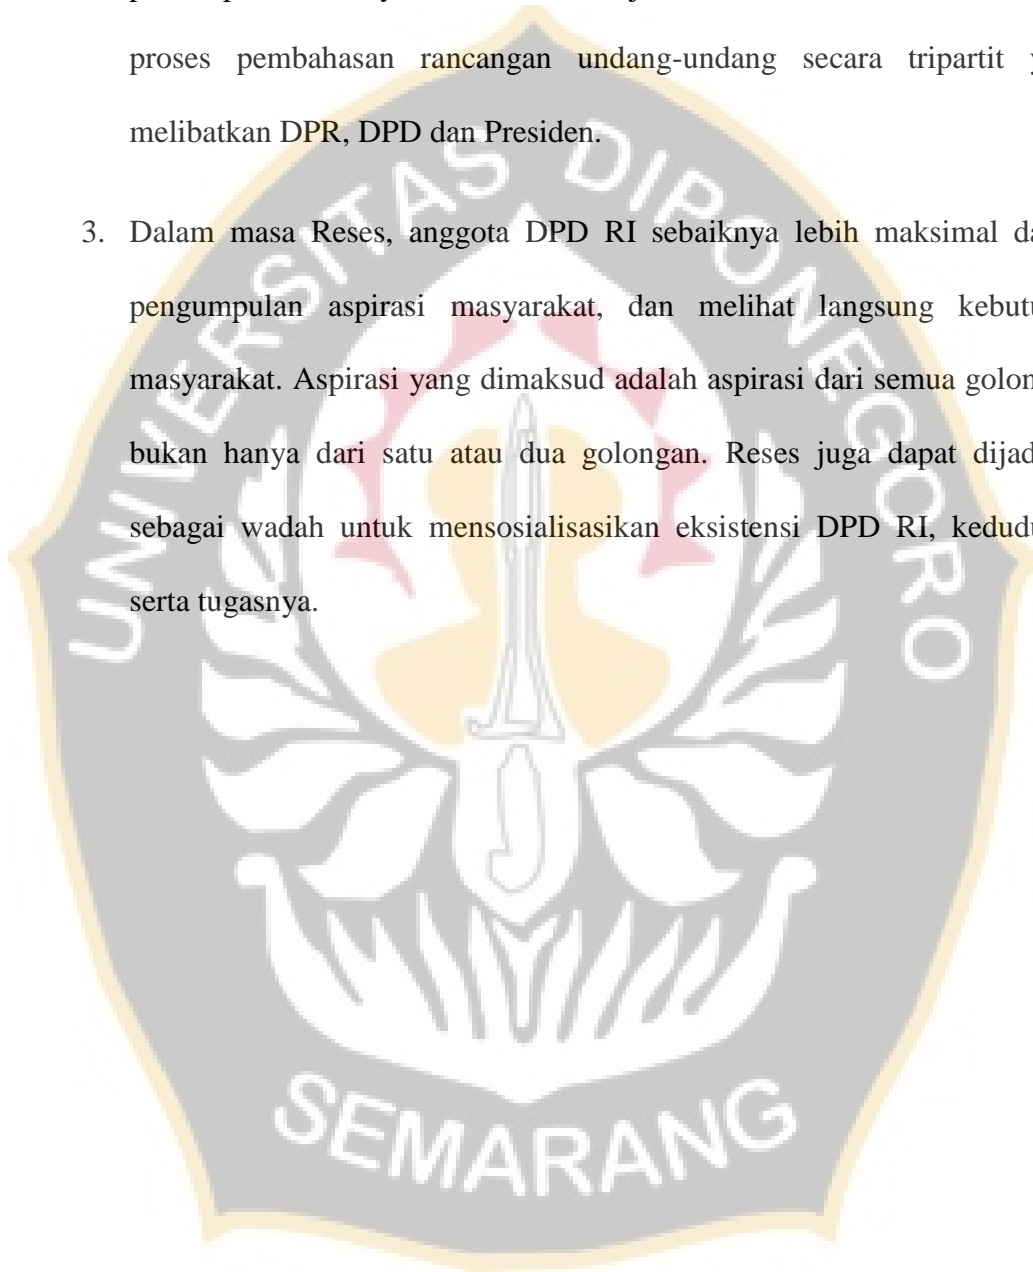 proses pembahasan rancangan undang-undang secara tripartit
melibatkan DPR, DPD dan Presiden.
3. Dalam masa Reses, anggota DPD RI sebaiknya lebih maksimal
pengumpulan aspirasi masyarakat, dan melihat langsung
masyarakat. Aspirasi yang dimaksud adalah aspirasi dari semua
bukan hanya dari satu atau dua golongan. Reses juga dapat
sebagai wadah untuk mensosialisasikan eksistensi DPD RI,
serta tugasnya.
UNIVERSITAS DIPONEGORO
SEMARANG